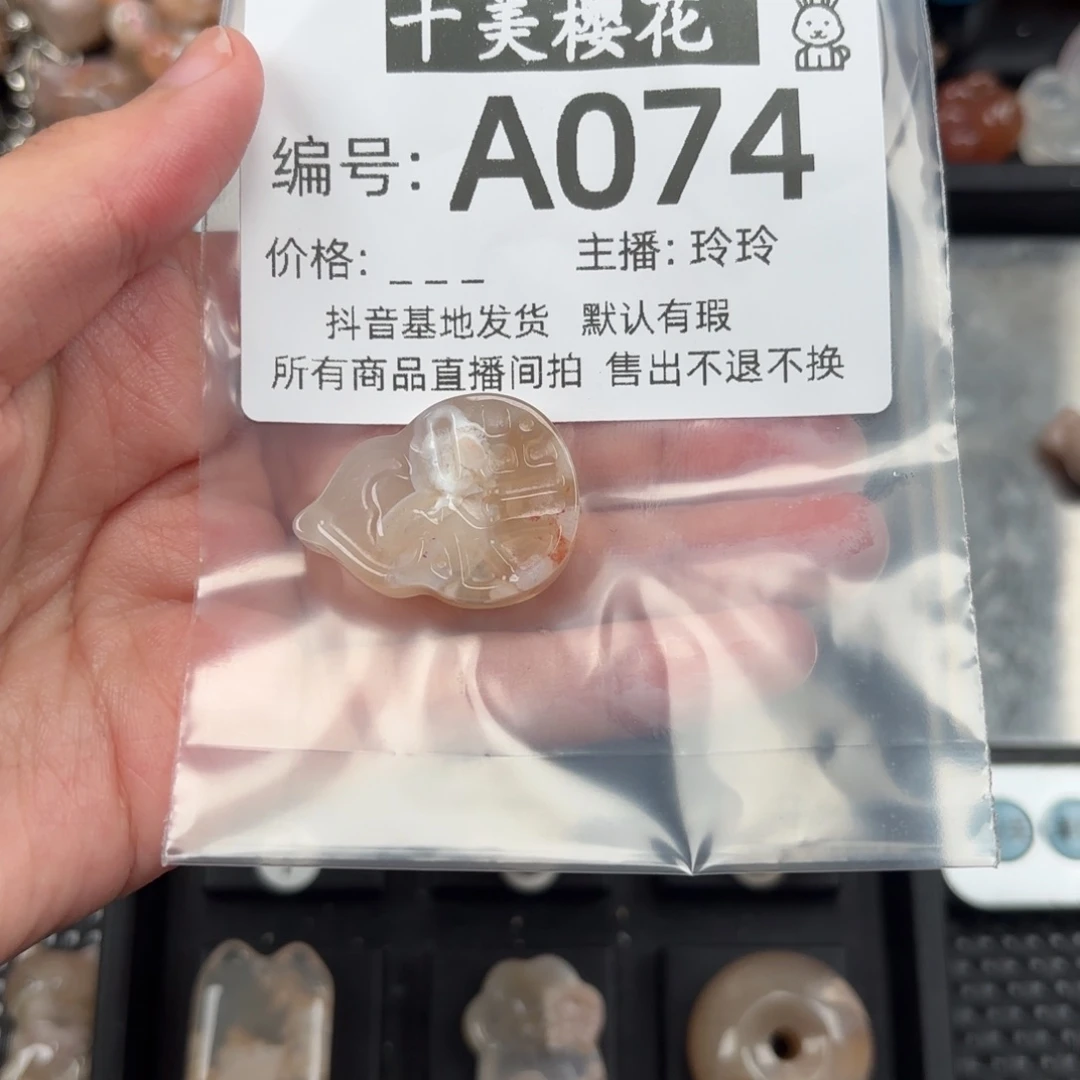 十美樱花
编号: A074
价格: _ _ _ 主播: 玲玲
抖音基地发货 默认有瑕
所有商品直播间拍 售出不退不换